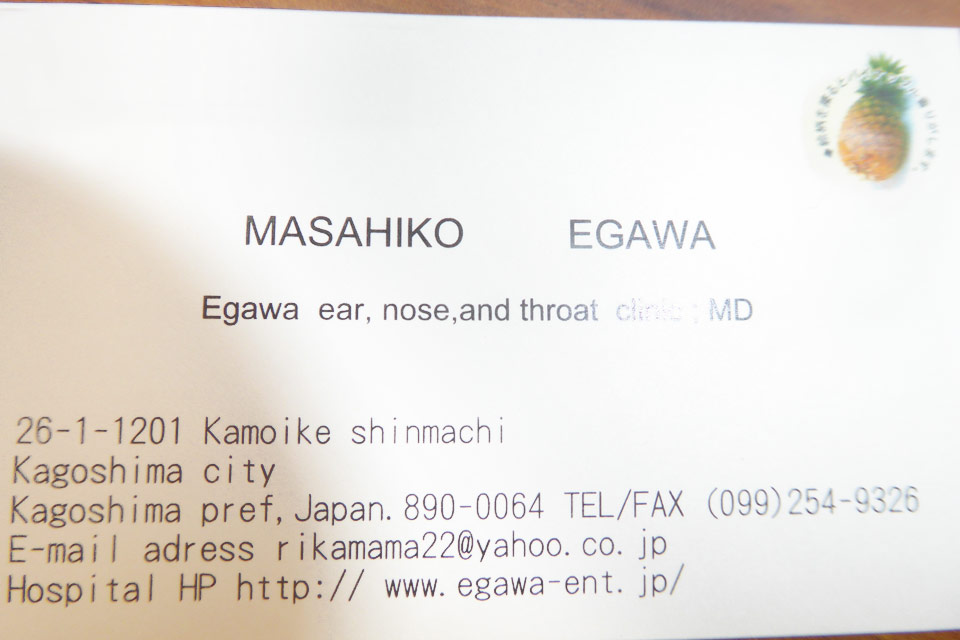 MASAHIKO EGAWA
Egawa ear, nose,and throat clinic ; MD
26-1-1201 Kamoike shinmachi
Kagoshima city
Kagoshima pref, Japan. 890-0064 TEL/FAX (099)254-9326
E-mail adress rikamama22@yahoo.co.jp
Hospital HP http:// www.egawa-ent.jp/